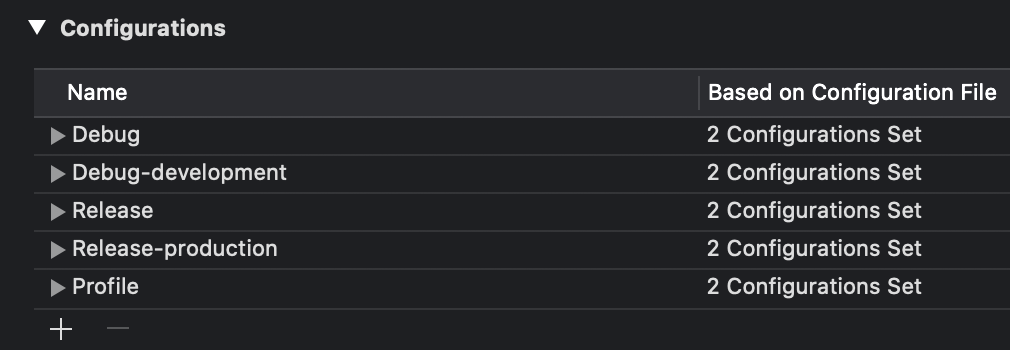 Configurations
Name Based on Configuration File
Debug 2 Configurations Set
Debug-development 2 Configurations Set
Release 2 Configurations Set
Release-production 2 Configurations Set
Profile 2 Configurations Set